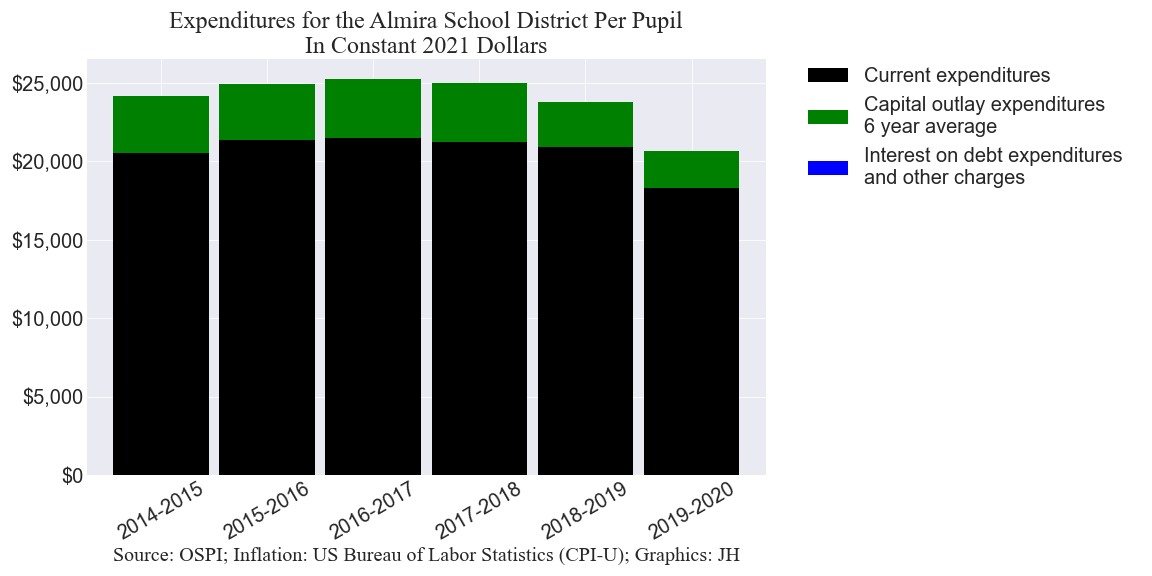 Expenditures for the Almira School District Per Pupil
In Constant 2021 Dollars
Current expenditures
Capital outlay expenditures
6 year average
Interest on debt expenditures
and other charges
$25,000
$20,000
$15,000
$10,000
$5,000
$0
2014-2015
2015-2016
2016-2017
2017-2018
2018-2019
2019-2020
Source: OSPI; Inflation: US Bureau of Labor Statistics (CPI-U); Graphics: JH